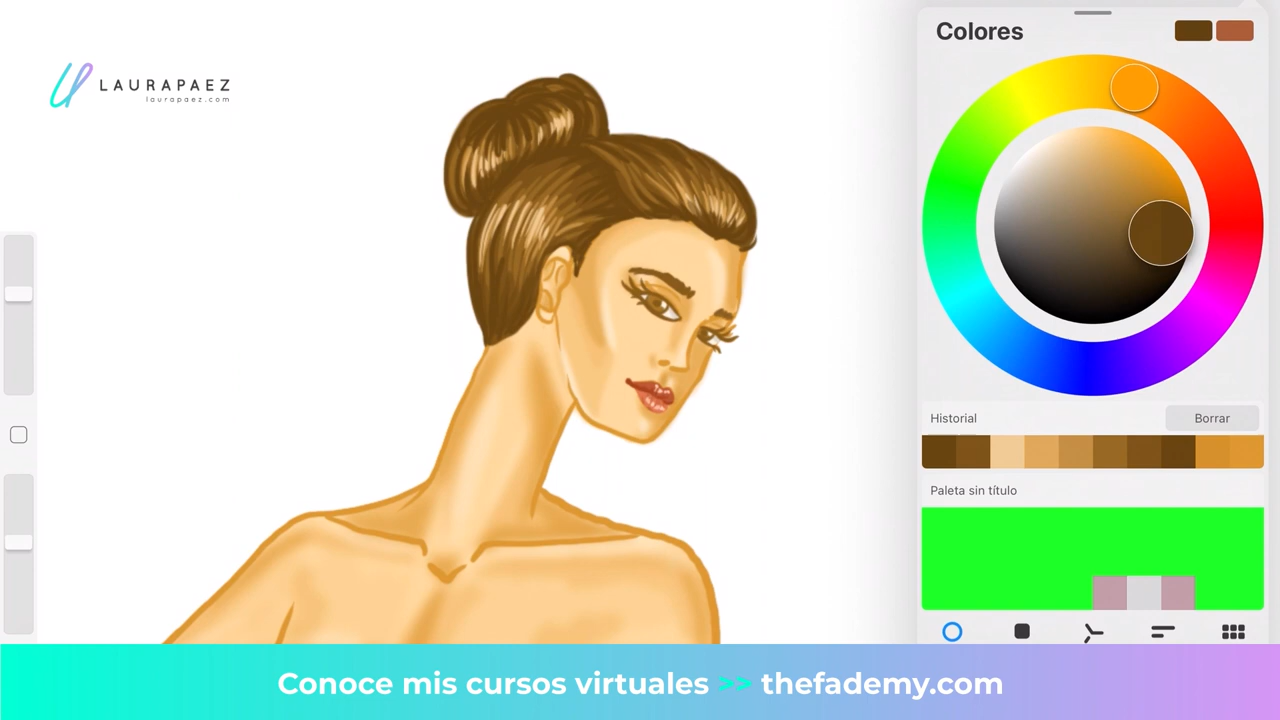 LAURAPAEZ
laurapaez.com
Colores
Historial
Borrar
Paleta sin título
Conoce mis cursos virtuales >> thefademy.com